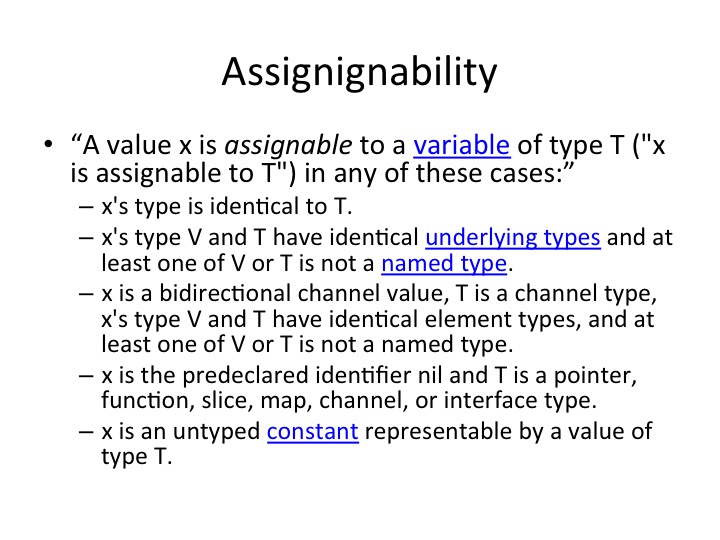 Assignignability
• “A value x is assignable to a variable of type T ("x
is assignable to T") in any of these cases:”
– x's type is identical to T.
– x's type V and T have identical underlying types and at
least one of V or T is not a named type.
– x is a bidirectional channel value, T is a channel type,
x's type V and T have identical element types, and at
least one of V or T is not a named type.
– x is the predeclared identifier nil and T is a pointer,
function, slice, map, channel, or interface type.
– x is an untyped constant representable by a value of
type T.